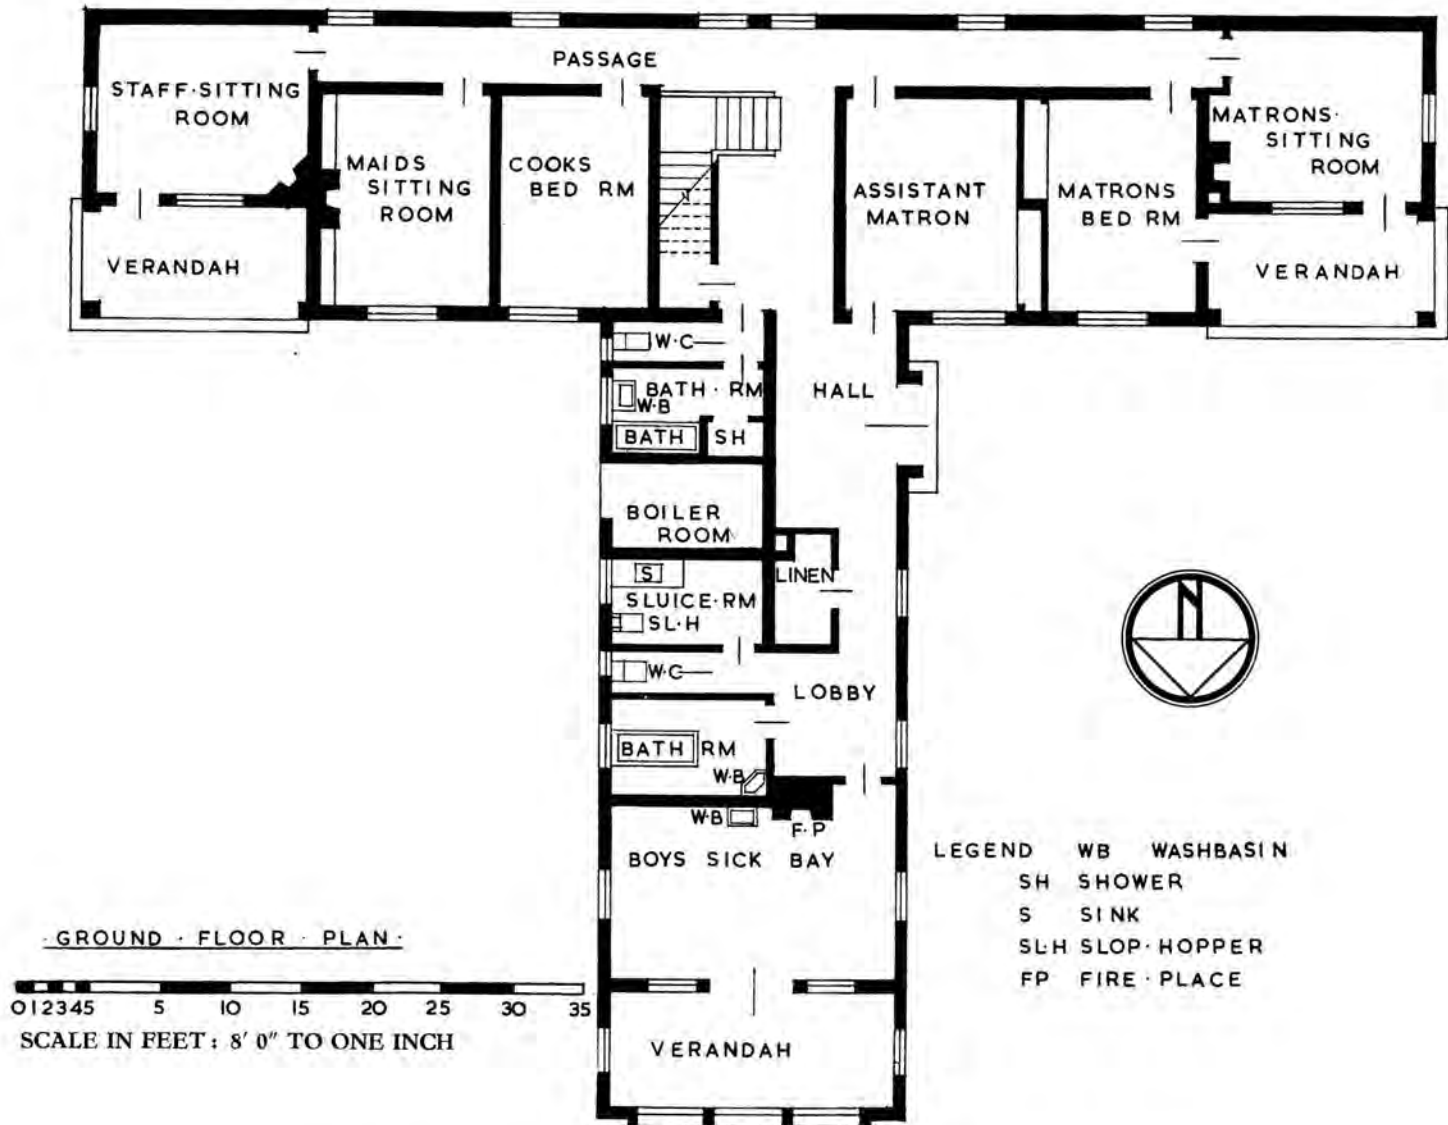 PASSAGE
STAFF·SITTING
ROOM
MAIDS
SITTING
ROOM
COOKS
BED RM
ASSISTANT
MATRON
MATRONS
BED RM
MATRONS·
SITTING
ROOM
VERANDAH
VERANDAH
W·C
BATH·RM
W·B
BATH
SH
HALL
BOILER
ROOM
LINEN
S
SLUICE·RM
SL·H
W·C
LOBBY
BATH RM
W·B
W·B
F·P
BOYS SICK BAY
VERANDAH
N
LEGEND WB WASHBASIN
SH SHOWER
S SINK
SL·H SLOP·HOPPER
FP FIRE·PLACE
·GROUND·FLOOR·PLAN·
0 1 2 3 4 5 5 10 15 20 25 30 35
SCALE IN FEET: 8' 0" TO ONE INCH